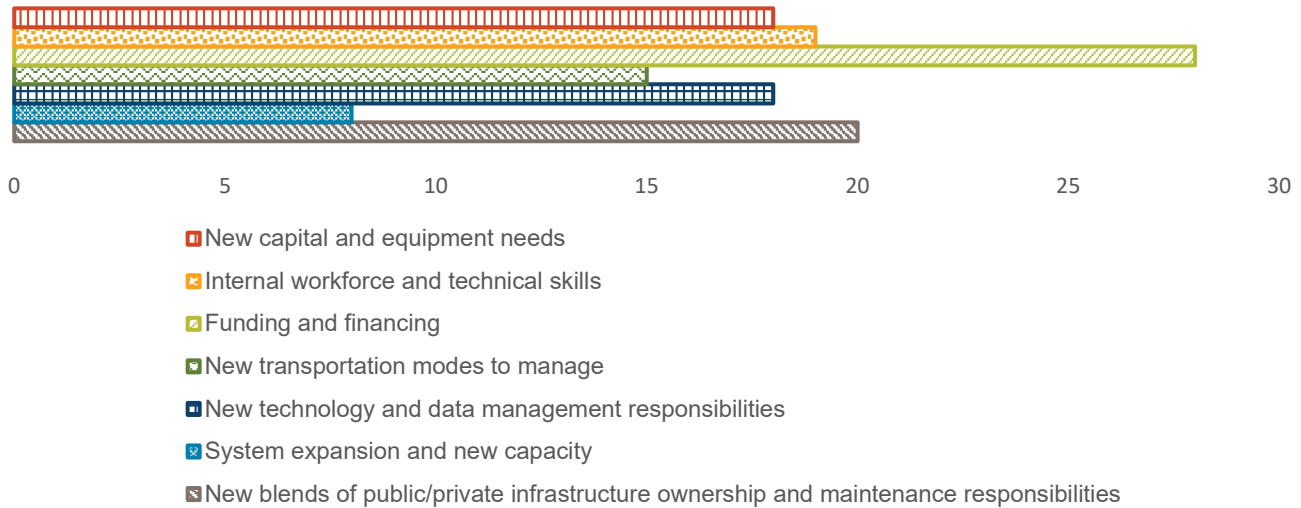 0 5 10 15 20 25 30
New capital and equipment needs
Internal workforce and technical skills
Funding and financing
New transportation modes to manage
New technology and data management responsibilities
System expansion and new capacity
New blends of public/private infrastructure ownership and maintenance responsibilities